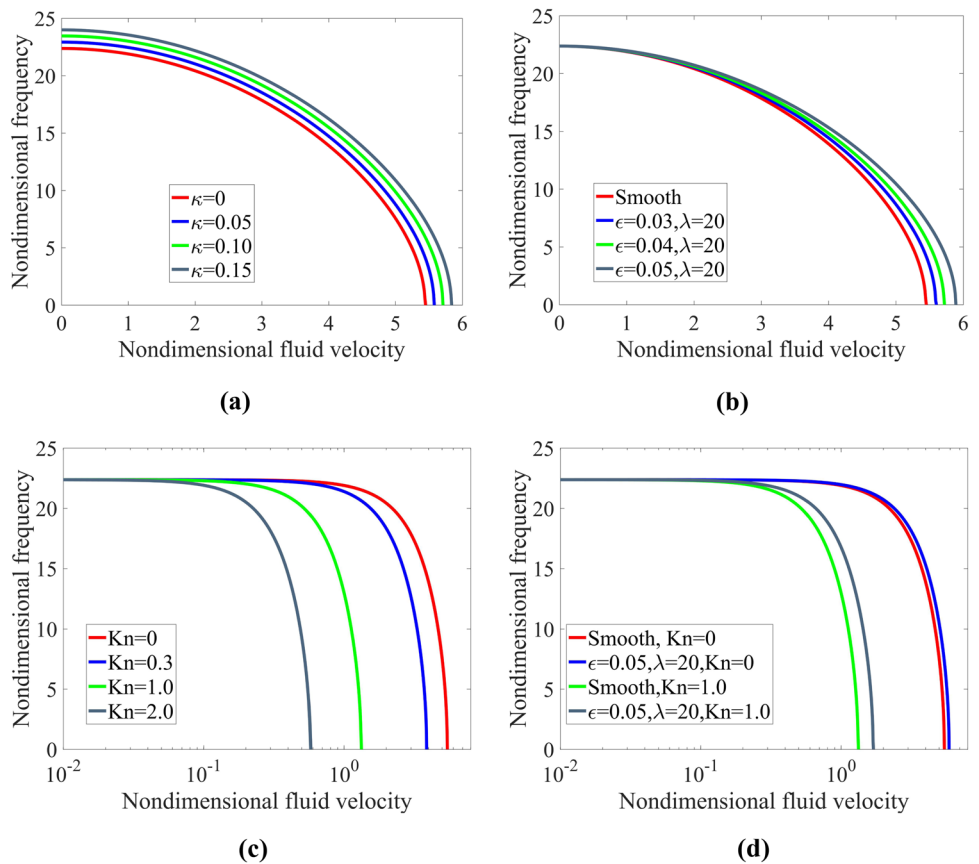 25
20
15
10
5
0
Nondimensional frequency
κ=0
κ=0.05
κ=0.10
κ=0.15
0 1 2 3 4 5 6
Nondimensional fluid velocity
(a)
25
20
15
10
5
0
Nondimensional frequency
Smooth
ϵ=0.03,λ=20
ϵ=0.04,λ=20
ϵ=0.05,λ=20
0 1 2 3 4 5 6
Nondimensional fluid velocity
(b)
25
20
15
10
5
0
Nondimensional frequency
Kn=0
Kn=0.3
Kn=1.0
Kn=2.0
10⁻² 10⁻¹ 10⁰
Nondimensional fluid velocity
(c)
25
20
15
10
5
0
Nondimensional frequency
Smooth, Kn=0
ϵ=0.05,λ=20,Kn=0
Smooth,Kn=1.0
ϵ=0.05,λ=20,Kn=1.0
10⁻² 10⁻¹ 10⁰
Nondimensional fluid velocity
(d)